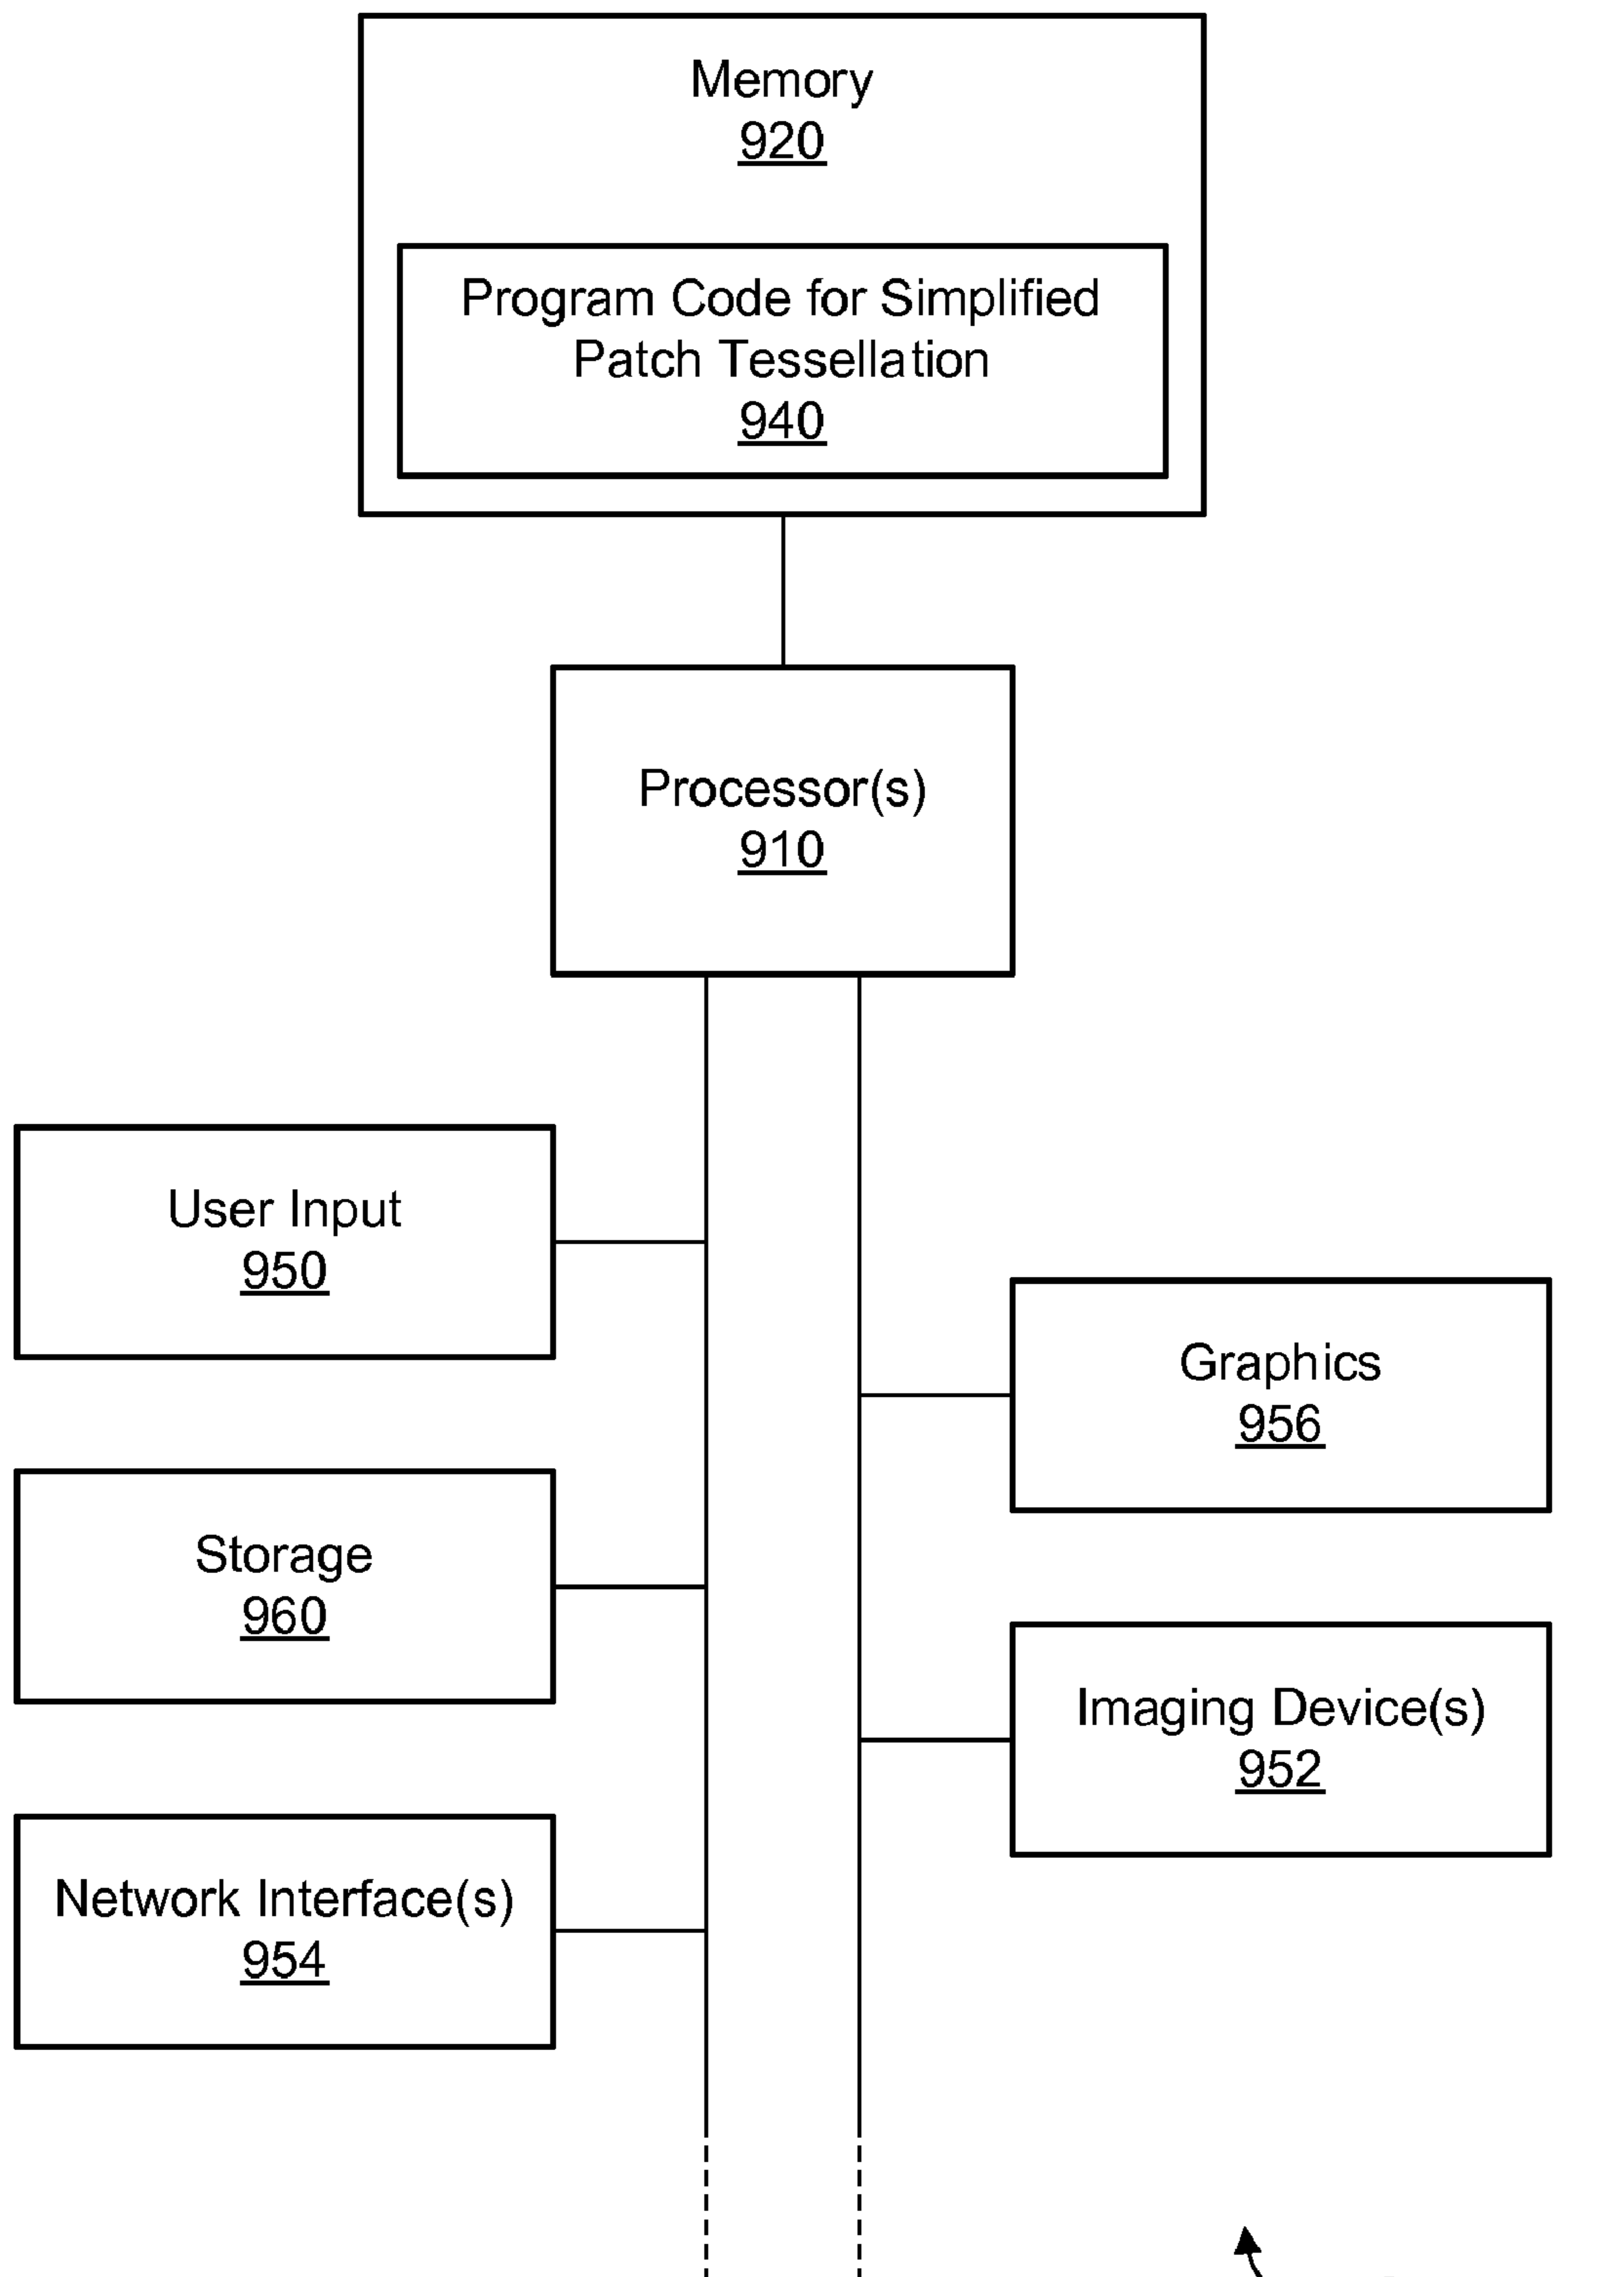 Memory
920
Program Code for Simplified
Patch Tessellation
940
Processor(s)
910
User Input
950
Graphics
956
Storage
960
Imaging Device(s)
952
Network Interface(s)
954